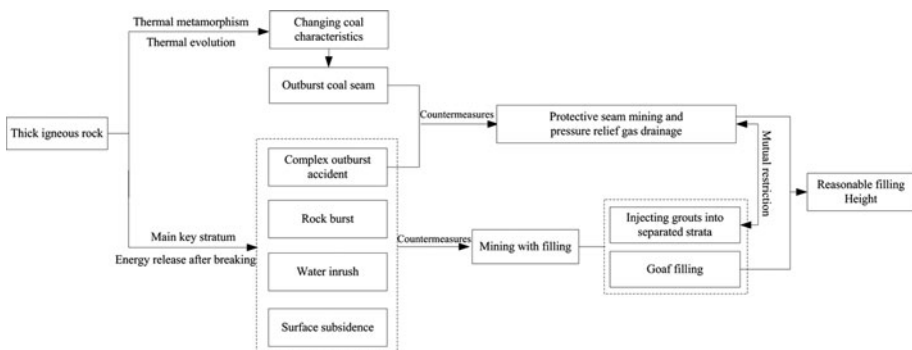 Thermal metamorphism
Thermal evolution
Changing coal
characteristics
Outburst coal seam
Thick igneous rock
Countermeasures
Protective seam mining and
pressure relief gas drainage
Complex outburst
accident
Mutual restriction
Reasonable filling
Height
Rock burst
Injecting grouts into
separated strata
Main key stratum
Energy release after breaking
Countermeasures
Mining with filling
Water inrush
Goaf filling
Surface subsidence